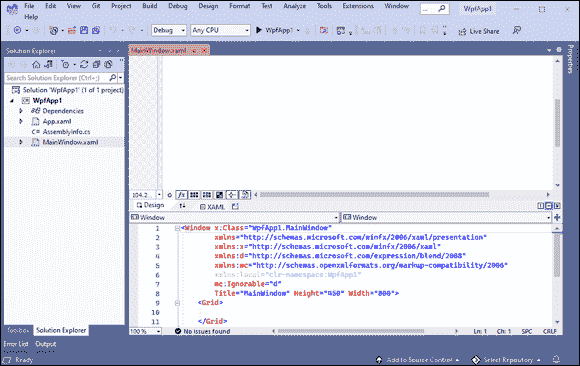 File Edit View Git Project Build Debug Design Format Test Analyze Tools Extensions Window ... WpfApp1
Help
Debug Any CPU WpfApp1 Live Share
Solution Explorer
Search Solution Explorer (Ctrl+;)
Solution 'WpfApp1' (1 of 1 project)
WpfApp1
Dependencies
App.xaml
AssemblyInfo.cs
MainWindow.xaml
MainWindow.xaml
Properties
Design XAML
Window Window
1 <Window x:Class="WpfApp1.MainWindow"
2 xmlns="http://schemas.microsoft.com/winfx/2006/xaml/presentation"
3 xmlns:x="http://schemas.microsoft.com/winfx/2006/xaml"
4 xmlns:d="http://schemas.microsoft.com/expression/blend/2008"
5 xmlns:mc="http://schemas.openxmlformats.org/markup-compatibility/2006"
6 xmlns:local="clr-namespace:WpfApp1"
7 mc:Ignorable="d"
8 Title="MainWindow" Height="450" Width="800">
9 <Grid>
10
11 </Grid>
100 % No issues found Ln: 1 Ch: 1 SPC CRLF
Toolbox Solution Explorer
Error List Output
Ready Add to Source Control Select Repository